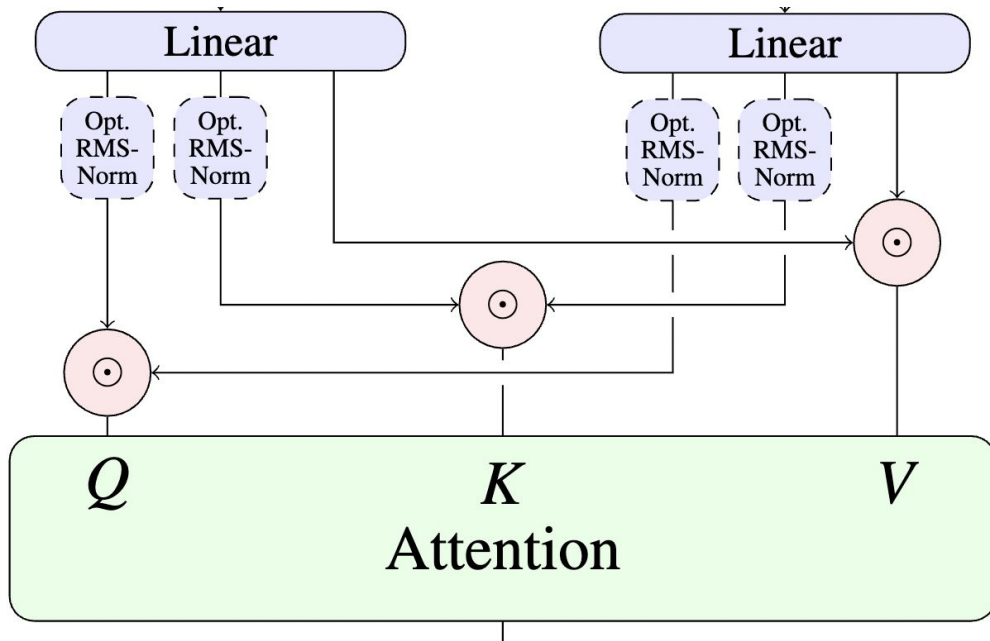 Linear
Linear
Opt.
RMS-
Norm
Opt.
RMS-
Norm
Opt.
RMS-
Norm
Opt.
RMS-
Norm
Q
K
V
Attention